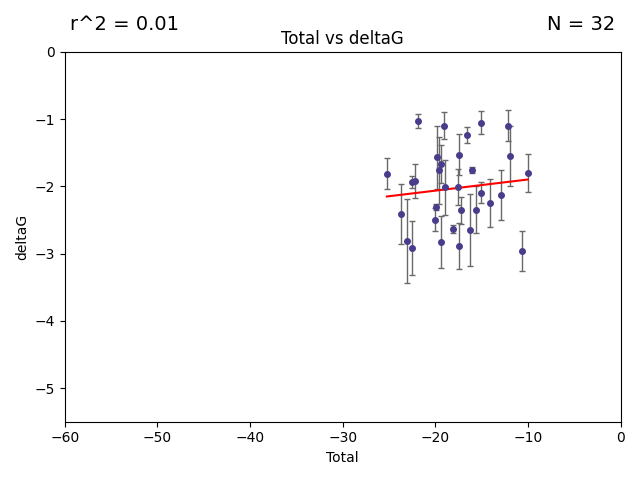 r^2 = 0.01
N = 32
Total vs deltaG
deltaG
0
−1
−2
−3
−4
−5
−60
−50
−40
−30
−20
−10
0
Total